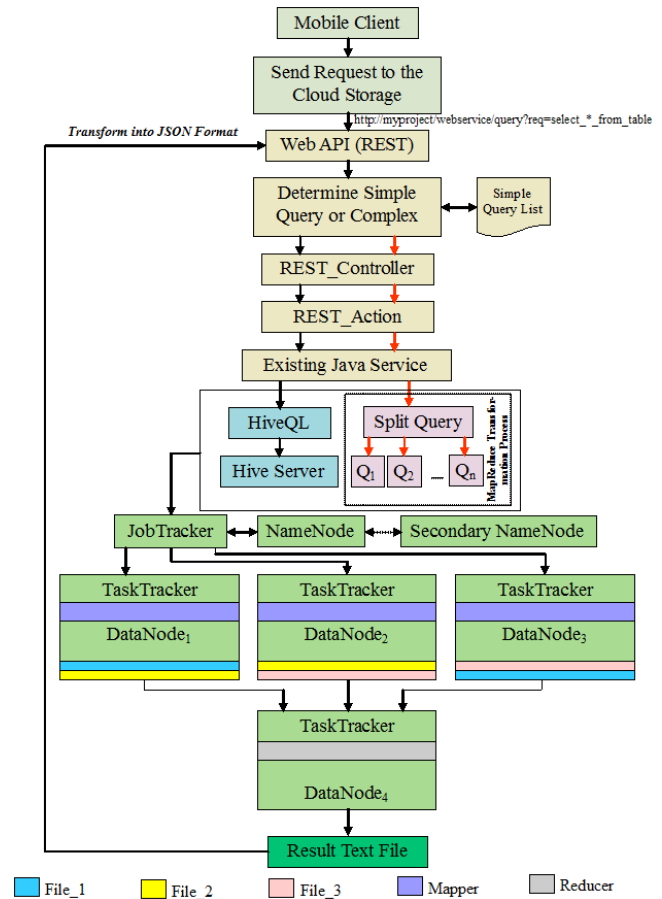 Mobile Client
Send Request to the
Cloud Storage
http://myproject/webservice/query?req=select_*_from_table
Transform into JSON Format
Web API (REST)
Determine Simple
Query or Complex
Simple
Query List
REST_Controller
REST_Action
Existing Java Service
HiveQL
Hive Server
Split Query
Q1
Q2
Qn
MapReduce Transfor-
mation Process
JobTracker
NameNode
Secondary NameNode
TaskTracker
DataNode1
TaskTracker
DataNode2
TaskTracker
DataNode3
TaskTracker
DataNode4
Result Text File
File_1
File_2
File_3
Mapper
Reducer